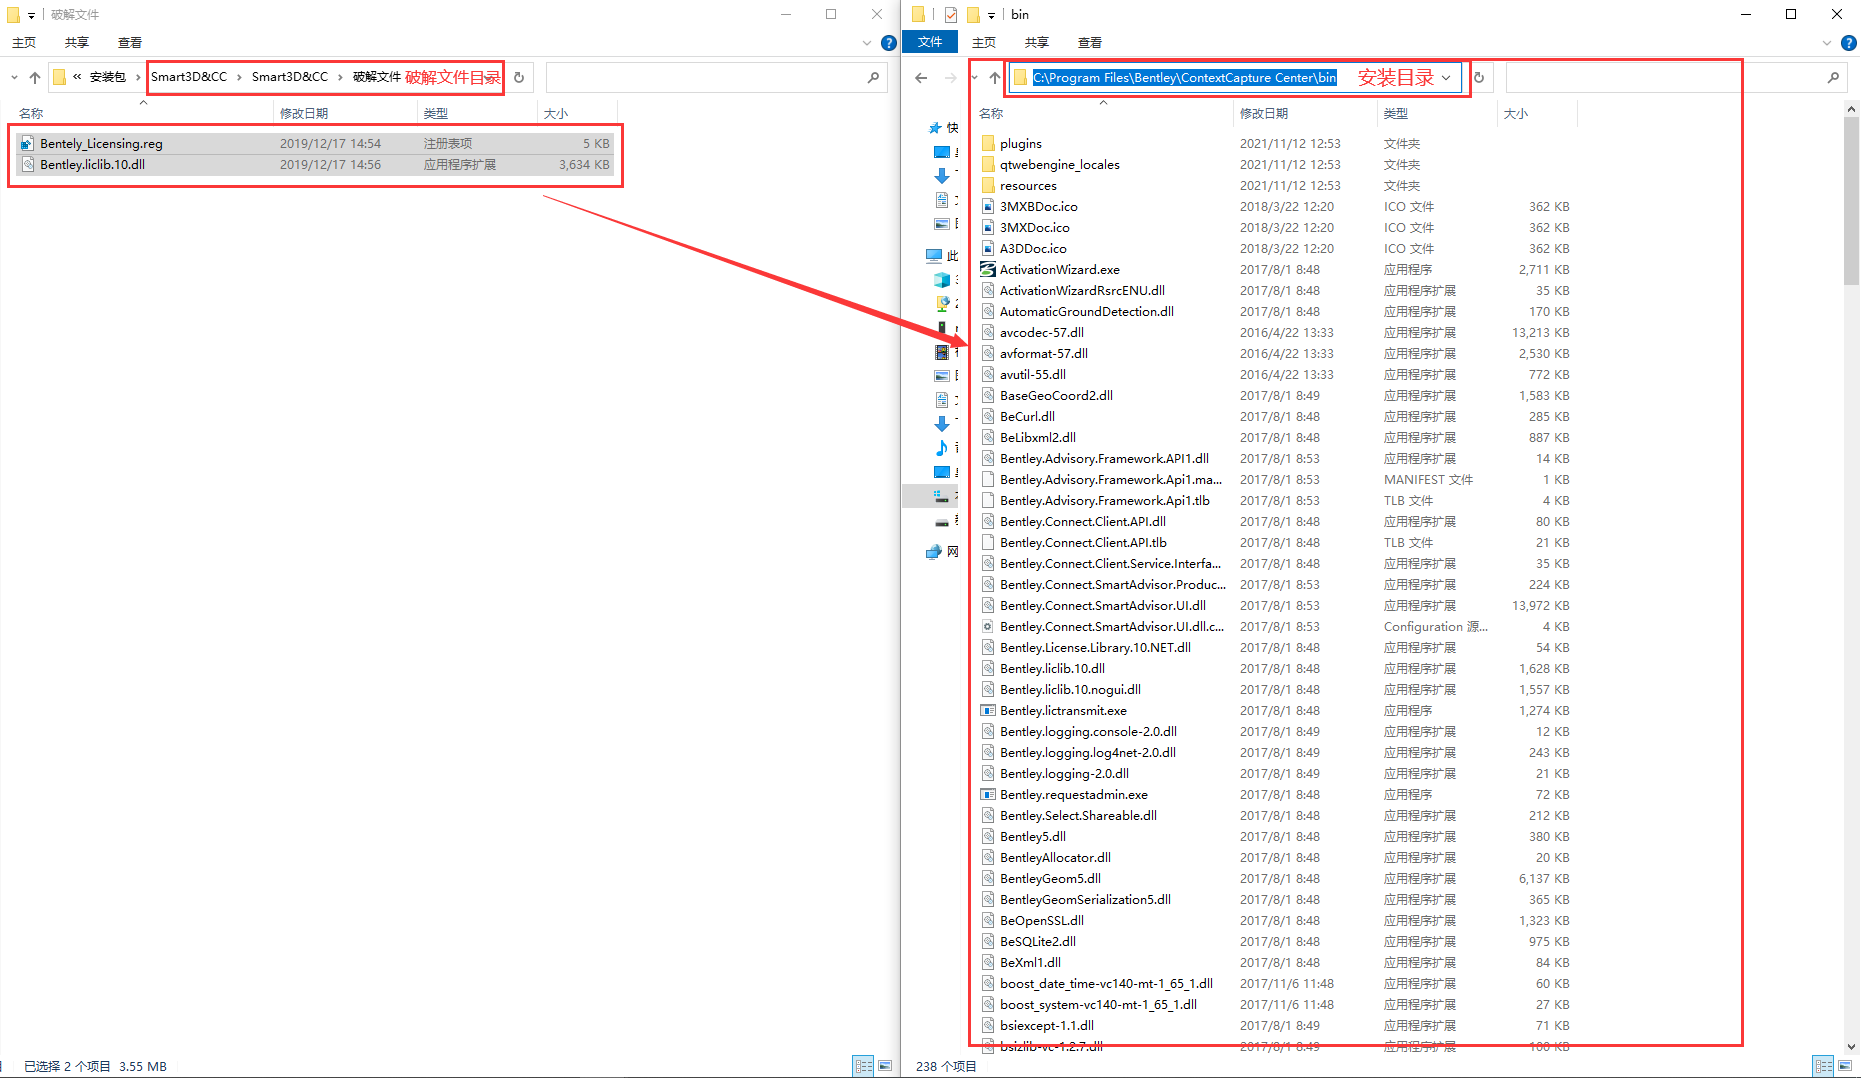 破解文件
主页 共享 查看
« 安装包 › Smart3D&CC › Smart3D&CC › 破解文件 破解文件目录
名称 修改日期 类型 大小
Bentely_Licensing.reg 2019/12/17 14:54 注册表项 5 KB
Bentley.liclib.10.dll 2019/12/17 14:56 应用程序扩展 3,634 KB
已选择 2 个项目 3.55 MB
bin
文件 主页 共享 查看
C:\Program Files\Bentley\ContextCapture Center\bin 安装目录
名称 修改日期 类型 大小
快
此
网
plugins 2021/11/12 12:53 文件夹
qtwebengine_locales 2021/11/12 12:53 文件夹
resources 2021/11/12 12:53 文件夹
3MXBDoc.ico 2018/3/22 12:20 ICO 文件 362 KB
3MXDoc.ico 2018/3/22 12:20 ICO 文件 362 KB
A3DDoc.ico 2018/3/22 12:20 ICO 文件 362 KB
ActivationWizard.exe 2017/8/1 8:48 应用程序 2,711 KB
ActivationWizardRsrcENU.dll 2017/8/1 8:48 应用程序扩展 35 KB
AutomaticGroundDetection.dll 2017/8/1 8:48 应用程序扩展 170 KB
avcodec-57.dll 2016/4/22 13:33 应用程序扩展 13,213 KB
avformat-57.dll 2016/4/22 13:33 应用程序扩展 2,530 KB
avutil-55.dll 2016/4/22 13:33 应用程序扩展 772 KB
BaseGeoCoord2.dll 2017/8/1 8:49 应用程序扩展 1,583 KB
BeCurl.dll 2017/8/1 8:48 应用程序扩展 285 KB
BeLibxml2.dll 2017/8/1 8:48 应用程序扩展 887 KB
Bentley.Advisory.Framework.API1.dll 2017/8/1 8:53 应用程序扩展 14 KB
Bentley.Advisory.Framework.Api1.ma... 2017/8/1 8:53 MANIFEST 文件 1 KB
Bentley.Advisory.Framework.Api1.tlb 2017/8/1 8:53 TLB 文件 4 KB
Bentley.Connect.Client.API.dll 2017/8/1 8:48 应用程序扩展 80 KB
Bentley.Connect.Client.API.tlb 2017/8/1 8:48 TLB 文件 21 KB
Bentley.Connect.Client.Service.Interfa... 2017/8/1 8:48 应用程序扩展 35 KB
Bentley.Connect.SmartAdvisor.Produc... 2017/8/1 8:53 应用程序扩展 224 KB
Bentley.Connect.SmartAdvisor.UI.dll 2017/8/1 8:53 应用程序扩展 13,972 KB
Bentley.Connect.SmartAdvisor.UI.dll.c... 2017/8/1 8:53 Configuration 源... 4 KB
Bentley.License.Library.10.NET.dll 2017/8/1 8:48 应用程序扩展 54 KB
Bentley.liclib.10.dll 2017/8/1 8:48 应用程序扩展 1,628 KB
Bentley.liclib.10.nogui.dll 2017/8/1 8:48 应用程序扩展 1,557 KB
Bentley.lictransmit.exe 2017/8/1 8:48 应用程序 1,274 KB
Bentley.logging.console-2.0.dll 2017/8/1 8:49 应用程序扩展 12 KB
Bentley.logging.log4net-2.0.dll 2017/8/1 8:49 应用程序扩展 243 KB
Bentley.logging-2.0.dll 2017/8/1 8:49 应用程序扩展 21 KB
Bentley.requestadmin.exe 2017/8/1 8:48 应用程序 72 KB
Bentley.Select.Shareable.dll 2017/8/1 8:48 应用程序扩展 212 KB
Bentley5.dll 2017/8/1 8:48 应用程序扩展 380 KB
BentleyAllocator.dll 2017/8/1 8:48 应用程序扩展 20 KB
BentleyGeom5.dll 2017/8/1 8:48 应用程序扩展 6,137 KB
BentleyGeomSerialization5.dll 2017/8/1 8:48 应用程序扩展 365 KB
BeOpenSSL.dll 2017/8/1 8:48 应用程序扩展 1,323 KB
BeSQLite2.dll 2017/8/1 8:48 应用程序扩展 975 KB
BeXml1.dll 2017/8/1 8:48 应用程序扩展 84 KB
boost_date_time-vc140-mt-1_65_1.dll 2017/11/6 11:48 应用程序扩展 60 KB
boost_system-vc140-mt-1_65_1.dll 2017/11/6 11:48 应用程序扩展 27 KB
bsiexcept-1.1.dll 2017/8/1 8:49 应用程序扩展 71 KB
bsizlib-vc-1.2.7.dll 2017/8/1 8:49 应用程序扩展 100 KB
238 个项目